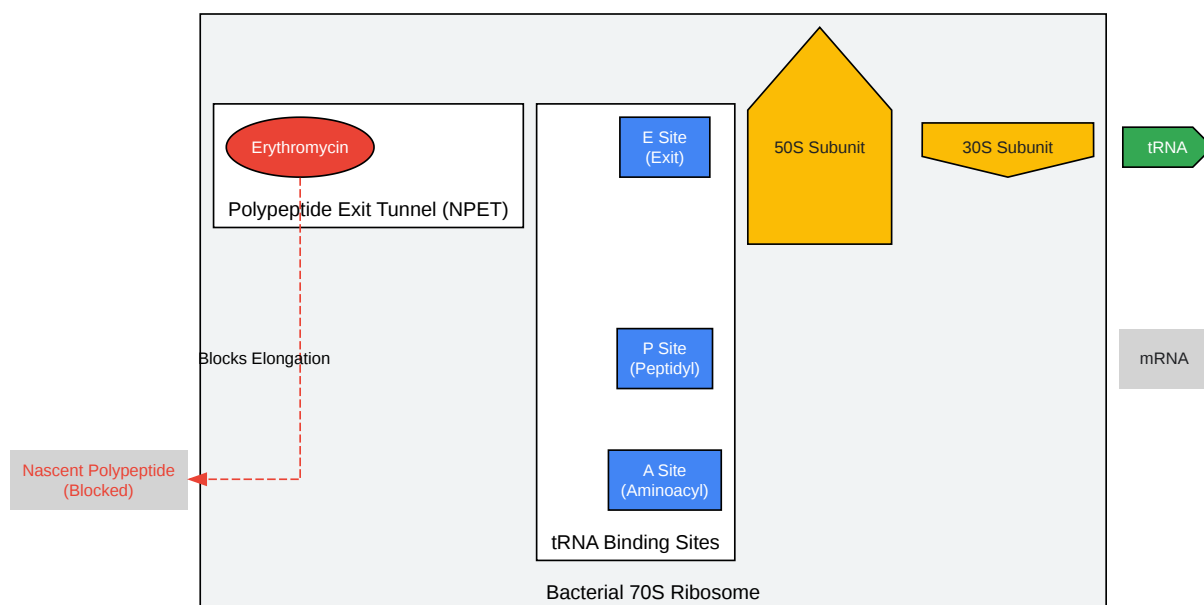 Erythromycin
Polypeptide Exit Tunnel (NPET)
E Site
(Exit)
50S Subunit
30S Subunit
tRNA
Blocks Elongation
P Site
(Peptidyl)
mRNA
Nascent Polypeptide
(Blocked)
A Site
(Aminoacyl)
tRNA Binding Sites
Bacterial 70S Ribosome